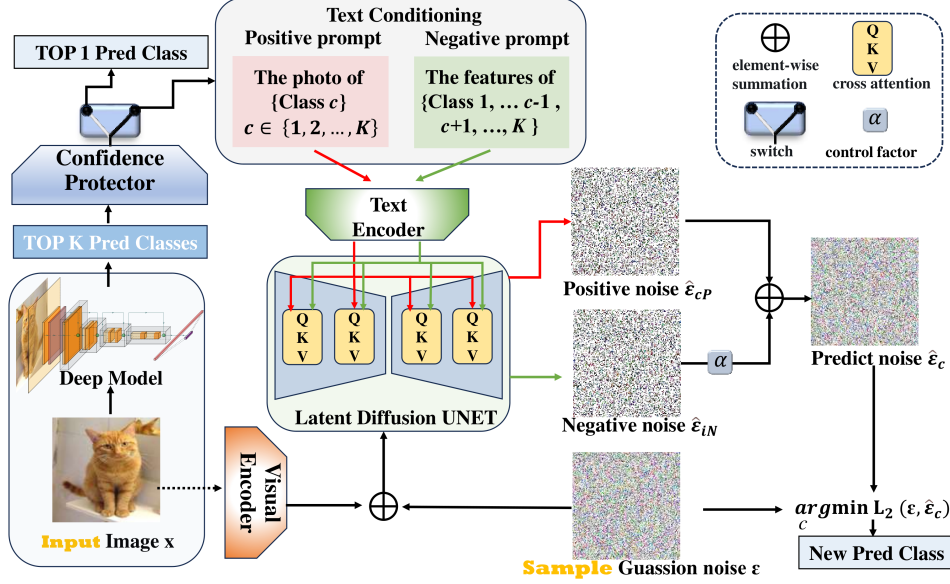 Text Conditioning
Positive prompt
Negative prompt
The photo of
{Class c}
c ∈ {1, 2, ..., K}
The features of
{Class 1, ... c-1 ,
c+1, ..., K }
TOP 1 Pred Class
Confidence
Protector
TOP K Pred Classes
Deep Model
Input Image x
Text
Encoder
Q
K
V
Q
K
V
Q
K
V
Q
K
V
Latent Diffusion UNET
Visual
Encoder
Positive noise ε̂cP
Negative noise ε̂iN
α
Sample Guassion noise ε
Predict noise ε̂c
argmin L2 (ε, ε̂c)
C
New Pred Class
element-wise
summation
Q
K
V
cross attention
switch
α
control factor